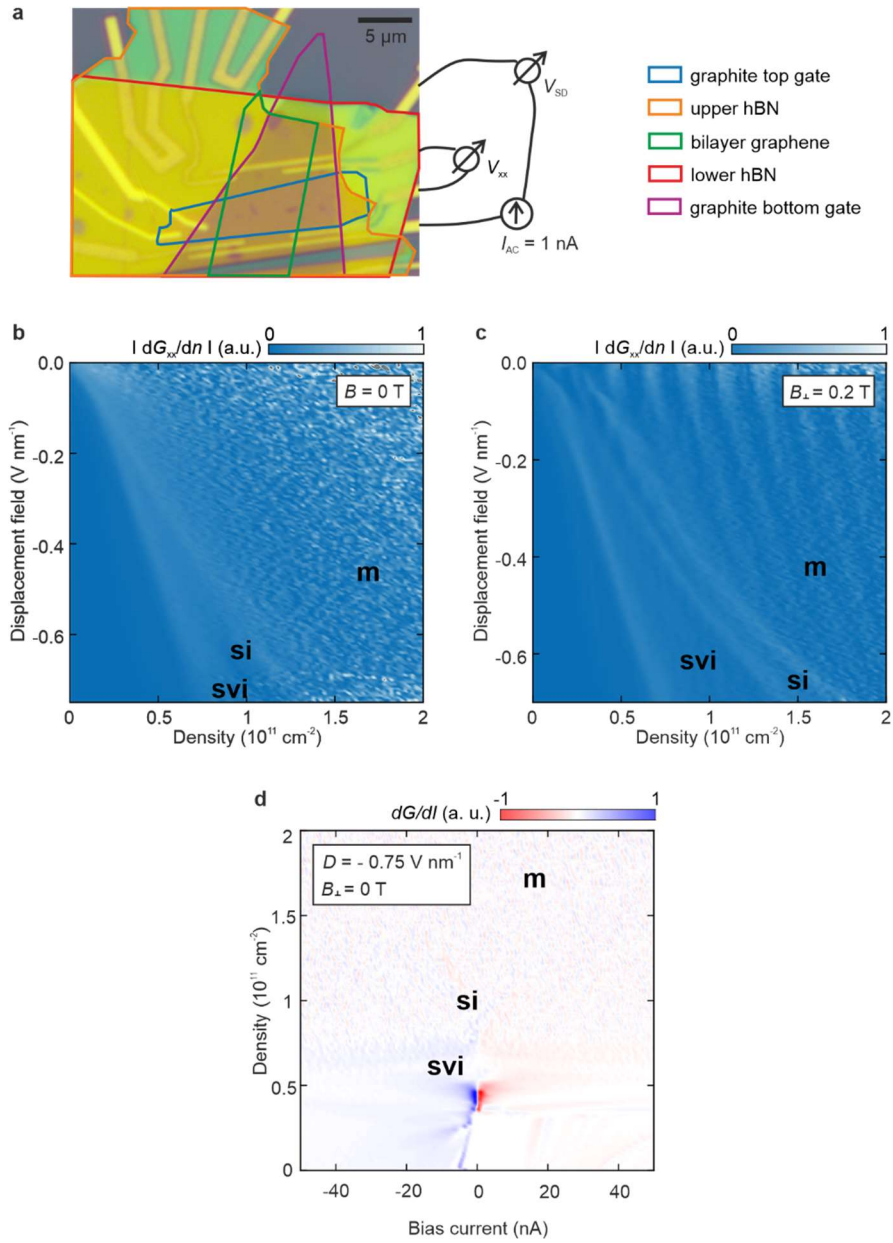 a
5 µm
V_SD
V_xx
I_AC = 1 nA
graphite top gate
upper hBN
bilayer graphene
lower hBN
graphite bottom gate
b
| dG_xx/dn | (a.u.)
0
1
B = 0 T
Displacement field (V nm⁻¹)
0.0
-0.2
-0.4
-0.6
m
si
svi
0
0.5
1
1.5
2
Density (10¹¹ cm⁻²)
c
| dG_xx/dn | (a.u.)
0
1
B⊥ = 0.2 T
Displacement field (V nm⁻¹)
0.0
-0.2
-0.4
-0.6
m
svi
si
0
0.5
1
1.5
2
Density (10¹¹ cm⁻²)
d
dG/dI (a. u.)
-1
1
D = - 0.75 V nm⁻¹
B⊥ = 0 T
Density (10¹¹ cm⁻²)
2
1.5
1
0.5
0
m
si
svi
-40
-20
0
20
40
Bias current (nA)